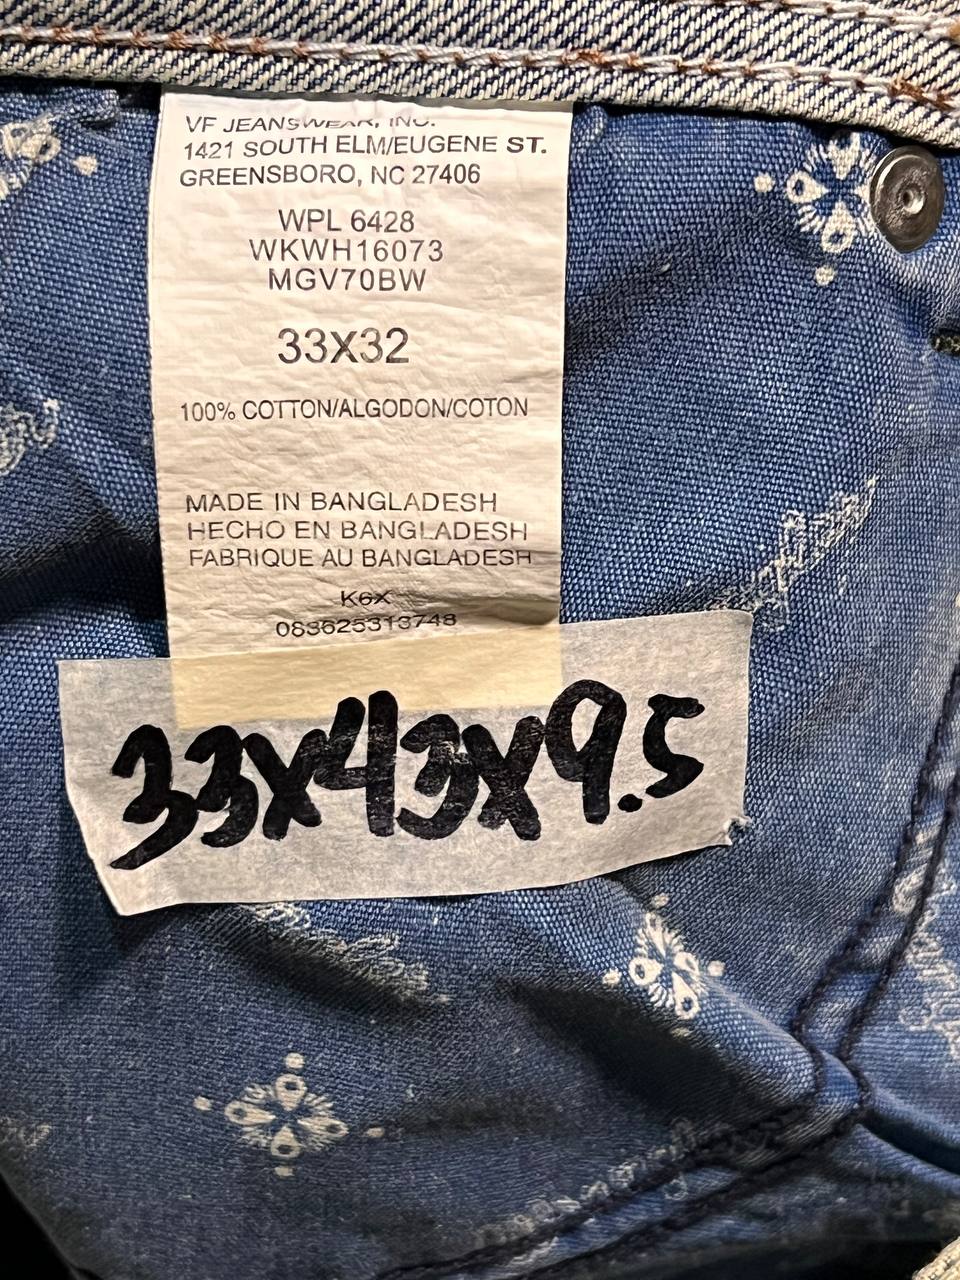 VF JEANSWEAR, INC.
1421 SOUTH ELM/EUGENE ST.
GREENSBORO, NC 27406
WPL 6428
WKWH16073
MGV70BW
33X32
100% COTTON/ALGODON/COTON
MADE IN BANGLADESH
HECHO EN BANGLADESH
FABRIQUE AU BANGLADESH
K6X
083625313748
33x43x9.5